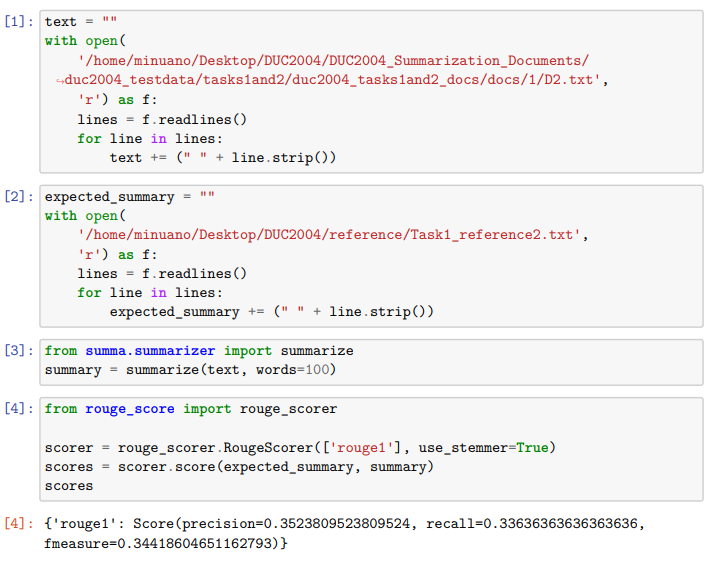 [1]: text = ""
with open(
    '/home/minuano/Desktop/DUC2004/DUC2004_Summarization_Documents/
↪duc2004_testdata/tasks1and2/duc2004_tasks1and2_docs/docs/1/D2.txt',
    'r') as f:
    lines = f.readlines()
    for line in lines:
        text += (" " + line.strip())
[2]: expected_summary = ""
with open(
    '/home/minuano/Desktop/DUC2004/reference/Task1_reference2.txt',
    'r') as f:
    lines = f.readlines()
    for line in lines:
        expected_summary += (" " + line.strip())
[3]: from summa.summarizer import summarize
summary = summarize(text, words=100)
[4]: from rouge_score import rouge_scorer
scorer = rouge_scorer.RougeScorer(['rouge1'], use_stemmer=True)
scores = scorer.score(expected_summary, summary)
scores
[4]: {'rouge1': Score(precision=0.3523809523809524, recall=0.33636363636363636,
fmeasure=0.34418604651162793)}